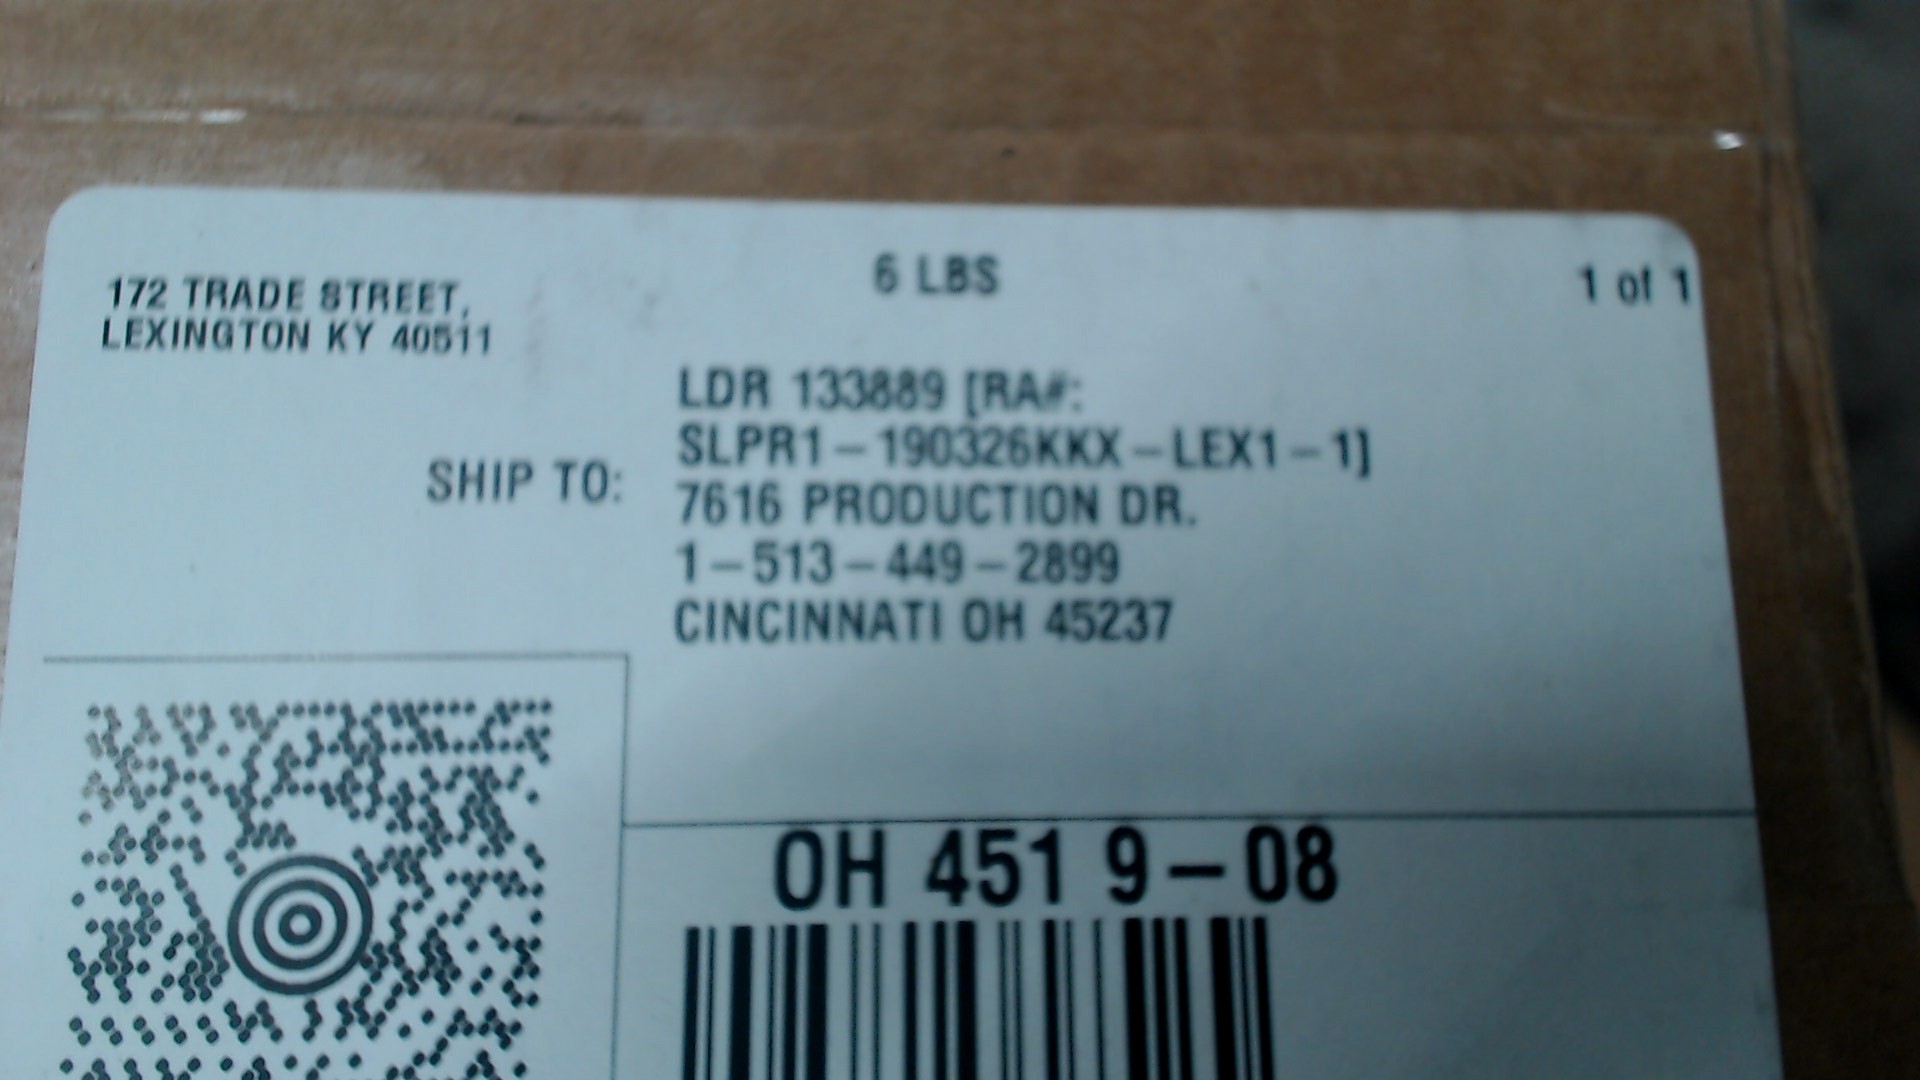 172 TRADE STREET,
LEXINGTON KY 40511
6 LBS
1 of 1
SHIP TO:
LDR 133889 [RA#:
SLPR1-190326KKX-LEX1-1]
7616 PRODUCTION DR.
1-513-449-2899
CINCINNATI OH 45237
OH 451 9-08